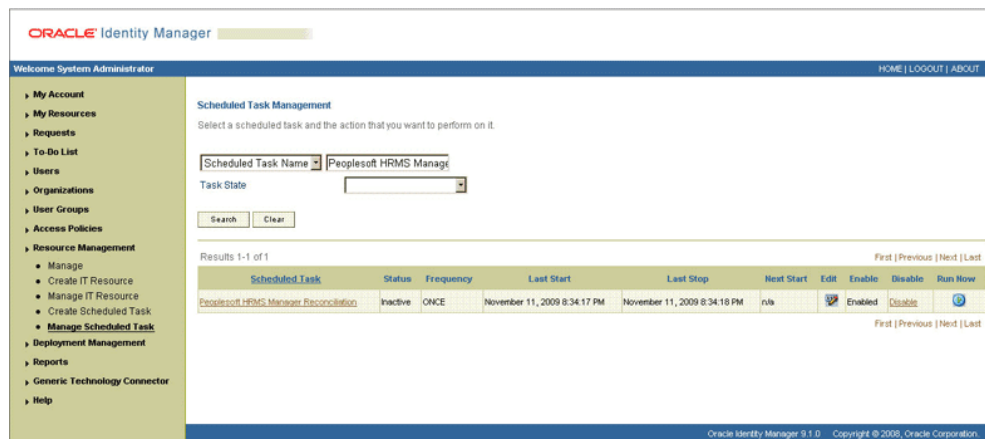 ORACLE Identity Manager
Welcome System Administrator
HOME | LOGOUT | ABOUT
My Account
My Resources
Requests
To-Do List
Users
Organizations
User Groups
Access Policies
Resource Management
Manage
Create IT Resource
Manage IT Resource
Create Scheduled Task
Manage Scheduled Task
Deployment Management
Reports
Generic Technology Connector
Help
Scheduled Task Management
Select a scheduled task and the action that you want to perform on it.
Scheduled Task Name Peoplesoft HRMS Manage
Task State
Search Clear
Results 1-1 of 1 First | Previous | Next | Last
Scheduled Task Status Frequency Last Start Last Stop Next Start Edit Enable Disable Run Now
Peoplesoft HRMS Manager Reconciliation Inactive ONCE November 11, 2009 8:34:17 PM November 11, 2009 8:34:18 PM n/a Enabled Disable
First | Previous | Next | Last
Oracle Identity Manager 9.1.0 Copyright © 2008, Oracle Corporation.